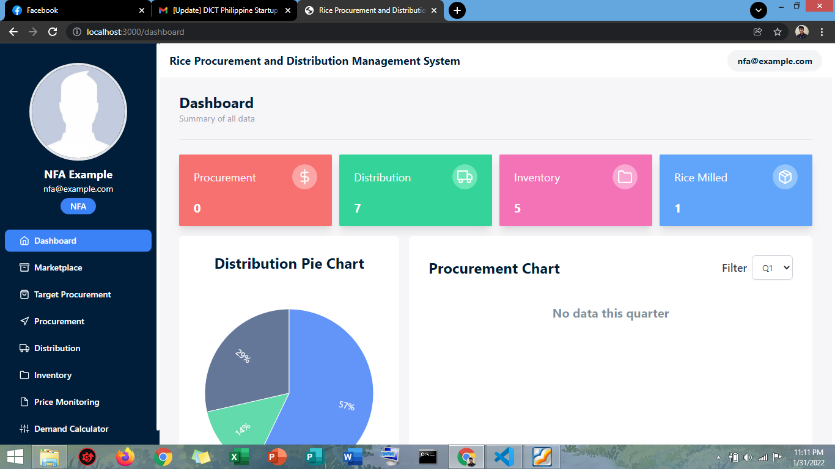 Facebook
[Update] DICT Philippine Startup
Rice Procurement and Distributio
localhost:3000/dashboard
Rice Procurement and Distribution Management System
nfa@example.com
NFA Example
nfa@example.com
NFA
Dashboard
Marketplace
Target Procurement
Procurement
Distribution
Inventory
Price Monitoring
Demand Calculator
Dashboard
Summary of all data
Procurement
0
Distribution
7
Inventory
5
Rice Milled
1
Distribution Pie Chart
29%
57%
14%
Procurement Chart
Filter Q1
No data this quarter
11:11 PM
1/31/2022